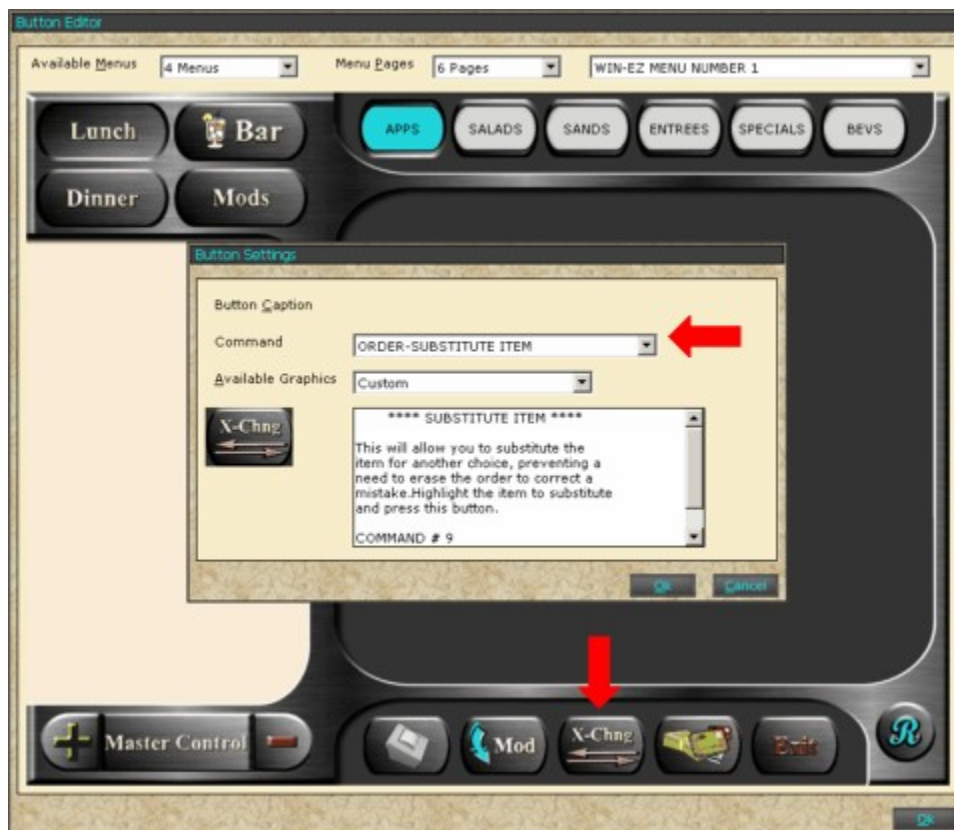 Button Editor
Available Menus 4 Menus Menu Pages 6 Pages WIN-EZ MENU NUMBER 1
Lunch Bar APPS SALADS SANDS ENTREES SPECIALS BEVS
Dinner Mods
Button Settings
Button Caption
Command ORDER-SUBSTITUTE ITEM
Available Graphics Custom
X-Chng
**** SUBSTITUTE ITEM ****
This will allow you to substitute the
item for another choice, preventing a
need to erase the order to correct a
mistake.Highlight the item to substitute
and press this button.
COMMAND # 9
Ok Cancel
Master Control Mod X-Chng Exit R
Ok